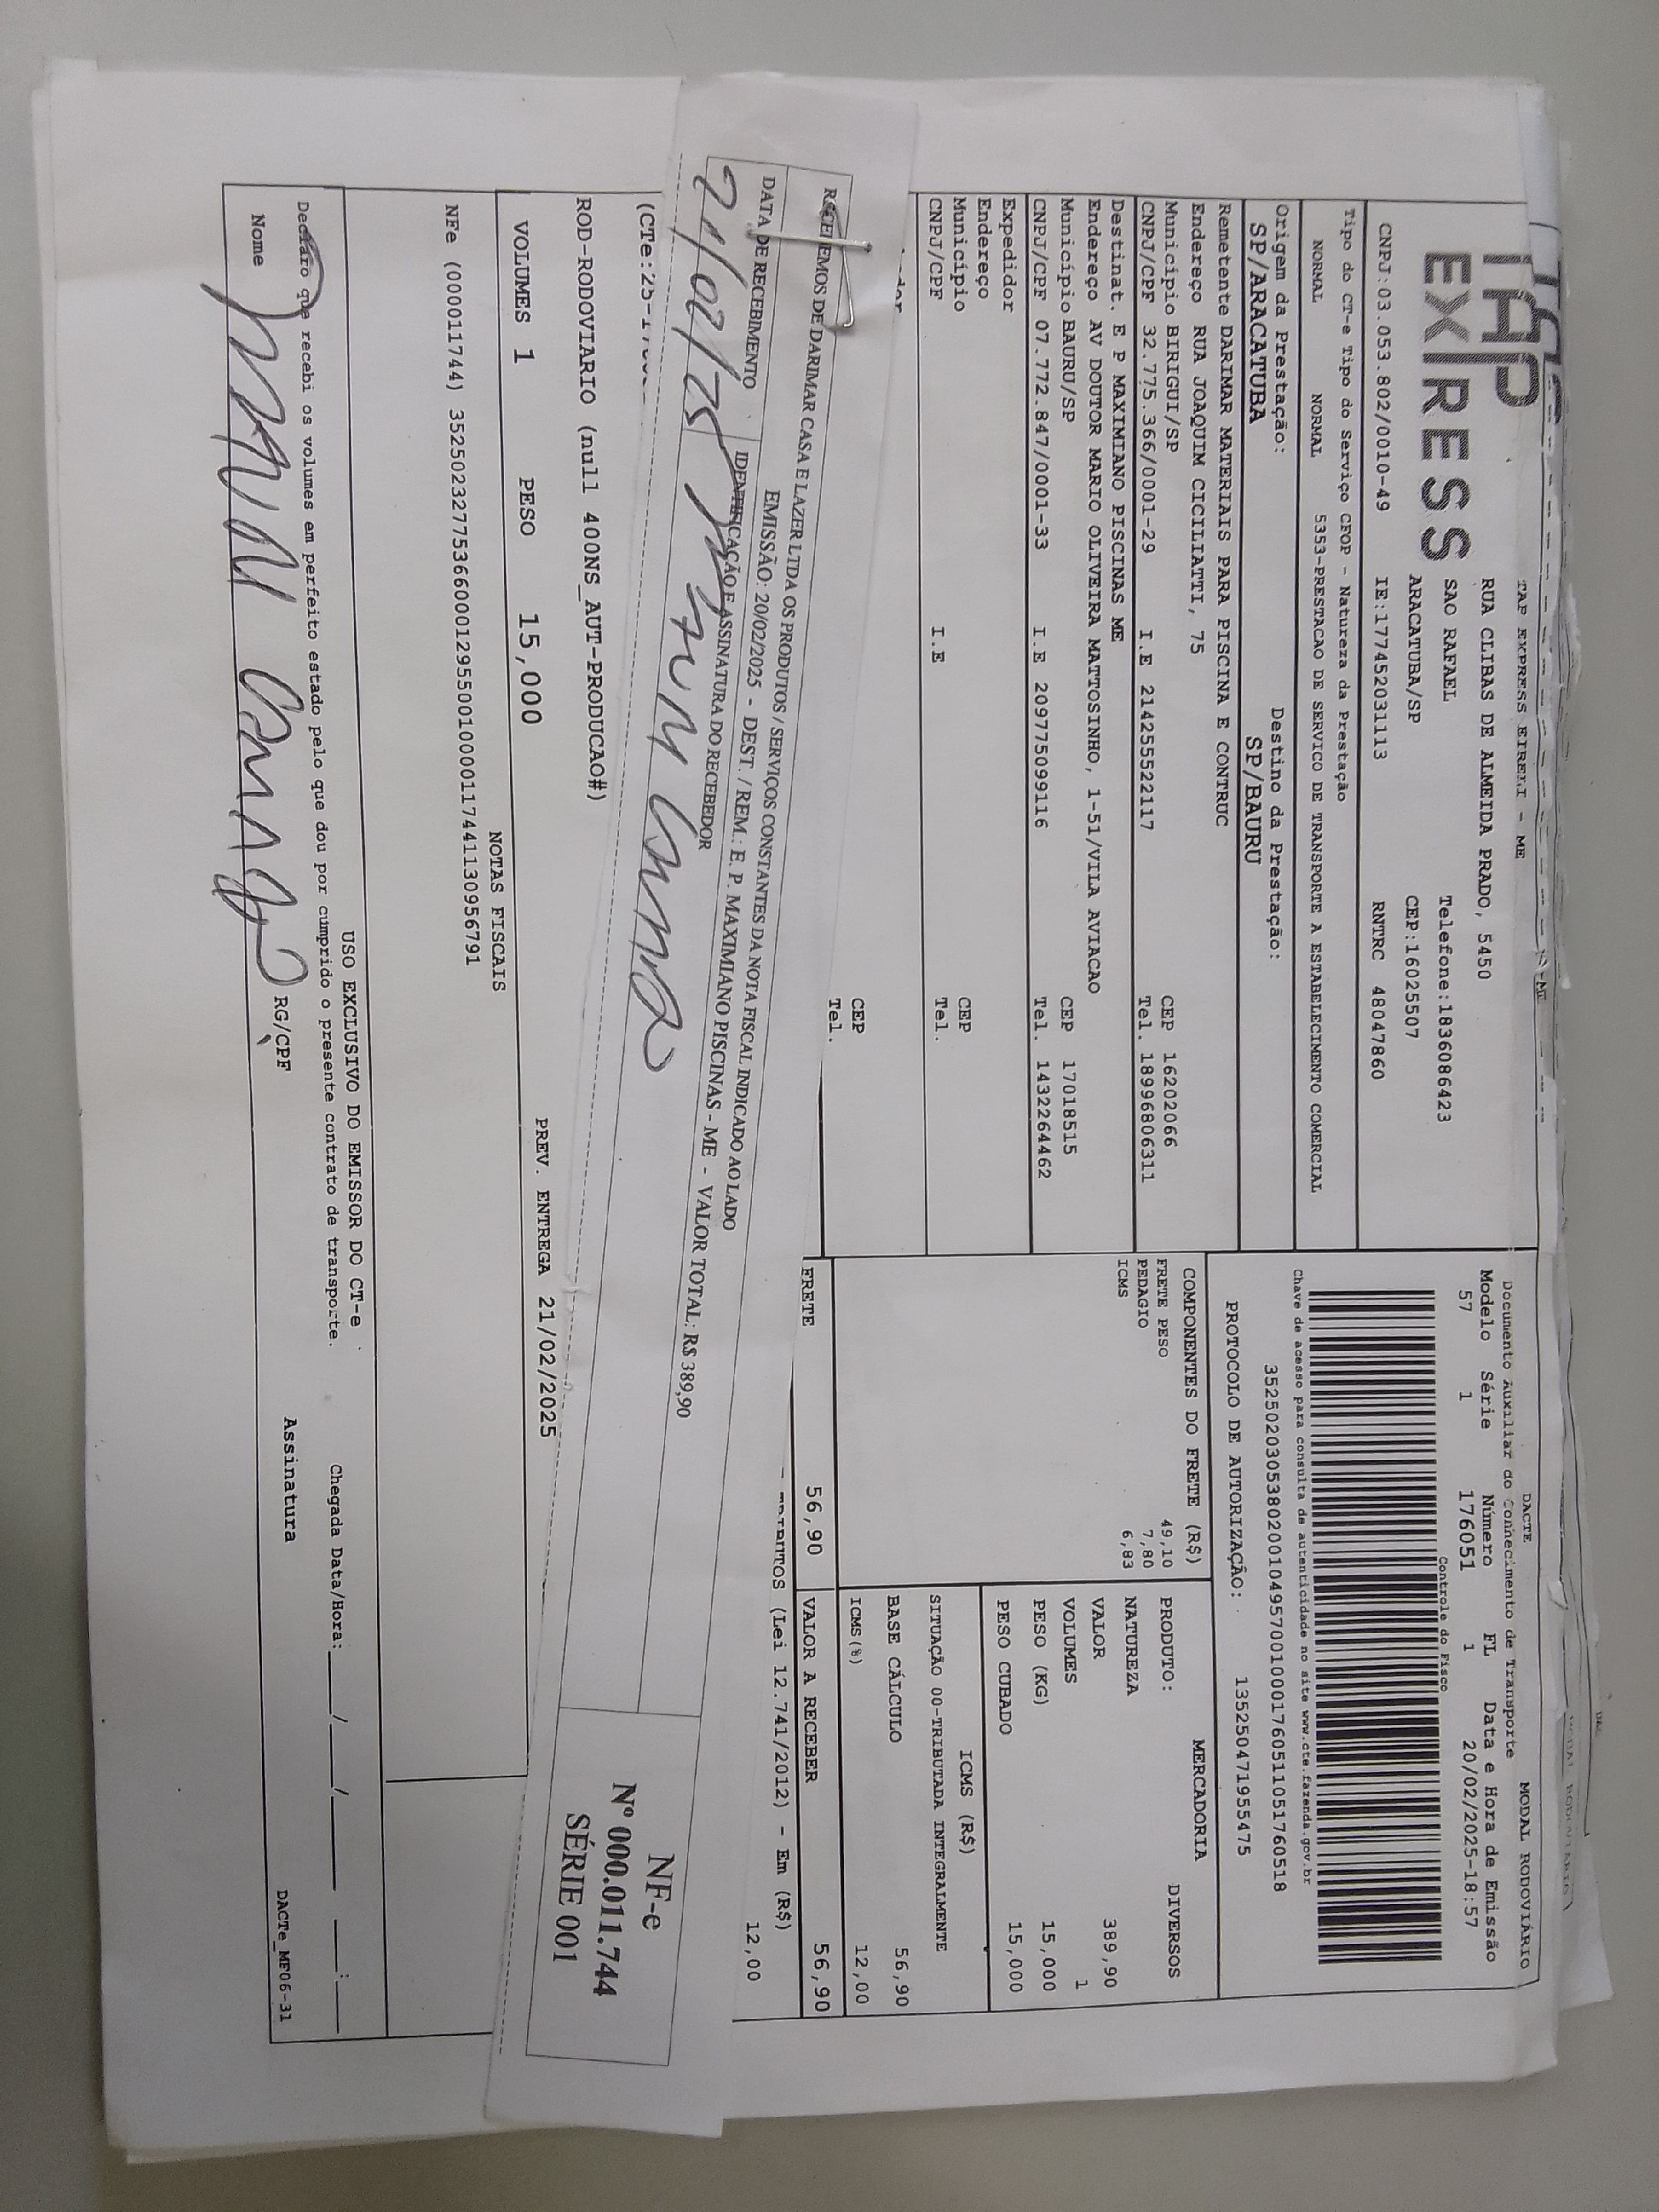 TAP EXPRESS
TAP EXPRESS EIRELI - ME
RUA CLIBAS DE ALMEIDA PRADO, 5450
SAO RAFAEL Telefone:1836086423
ARACATUBA/SP CEP:16025507
CNPJ:03.053.802/0010-49 IE:177452031113 RNTRC 48047860
Tipo do CT-e Tipo do Serviço CFOP - Natureza da Prestação
NORMAL NORMAL 5353-PRESTACAO DE SERVICO DE TRANSPORTE A ESTABELECIMENTO COMERCIAL
Origem da Prestação: Destino da Prestação:
SP/ARACATUBA SP/BAURU
Remetente DARIMAR MATERIAIS PARA PISCINA E CONTRUC
Endereço RUA JOAQUIM CICILIATTI, 75
Município BIRIGUI/SP CEP 16202066
CNPJ/CPF 32.775.366/0001-29 I.E 214255522117 Tel. 18996806311
Destinat. E P MAXIMIANO PISCINAS ME
Endereço AV DOUTOR MARIO OLIVEIRA MATTOSINHO, 1-51/VILA AVIACAO
Município BAURU/SP CEP 17018515
CNPJ/CPF 07.772.847/0001-33 I.E 209775099116 Tel. 1432264462
Expedidor
Endereço
Município CEP
CNPJ/CPF I.E Tel.
CEP
Tel.
DACTE MODAL RODOVIÁRIO
Documento Auxiliar do Conhecimento de Transporte
Modelo Série Número FL Data e Hora de Emissão
57 1 176051 1 20/02/2025-18:57
Controle do Fisco
Chave de acesso para consulta de autenticidade no site www.cte.fazenda.gov.br
35250203053802001049570010001760511051760518
PROTOCOLO DE AUTORIZAÇÃO: 135250471955475
COMPONENTES DO FRETE (R$)
FRETE PESO 49,10
PEDAGIO 7,80
ICMS 6,83
MERCADORIA
PRODUTO: DIVERSOS
NATUREZA
VALOR 389,90
VOLUMES 1
PESO (KG) 15,000
PESO CUBADO 15,000
ICMS (R$)
SITUAÇÃO 00-TRIBUTADA INTEGRALMENTE
BASE CÁLCULO 56,90
ICMS(%) 12,00
FRETE 56,90 VALOR A RECEBER 56,90
TRIBUTOS (Lei 12.741/2012) - Em (R$)
12,00
RECEBEMOS DE DARIMAR CASA E LAZER LTDA OS PRODUTOS / SERVIÇOS CONSTANTES DA NOTA FISCAL INDICADO AO LADO
EMISSÃO: 20/02/2025 - DEST. / REM.: E. P. MAXIMIANO PISCINAS - ME - VALOR TOTAL: R$ 389,90
DATA DE RECEBIMENTO IDENTIFICAÇÃO E ASSINATURA DO RECEBEDOR
NF-e
Nº 000.011.744
SÉRIE 001
ROD-RODOVIARIO (null 400NS_AUT-PRODUCAO#)
VOLUMES 1 PESO 15,000 PREV. ENTREGA 21/02/2025
NOTAS FISCAIS
NFe (000011744) 35250232775366000129550010000117441130956791
USO EXCLUSIVO DO EMISSOR DO CT-e
Declaro que recebi os volumes em perfeito estado pelo que dou por cumprido o presente contrato de transporte. Chegada Data/Hora:____/____/____ ___:___
Nome RG/CPF Assinatura DACTe_MF06-31